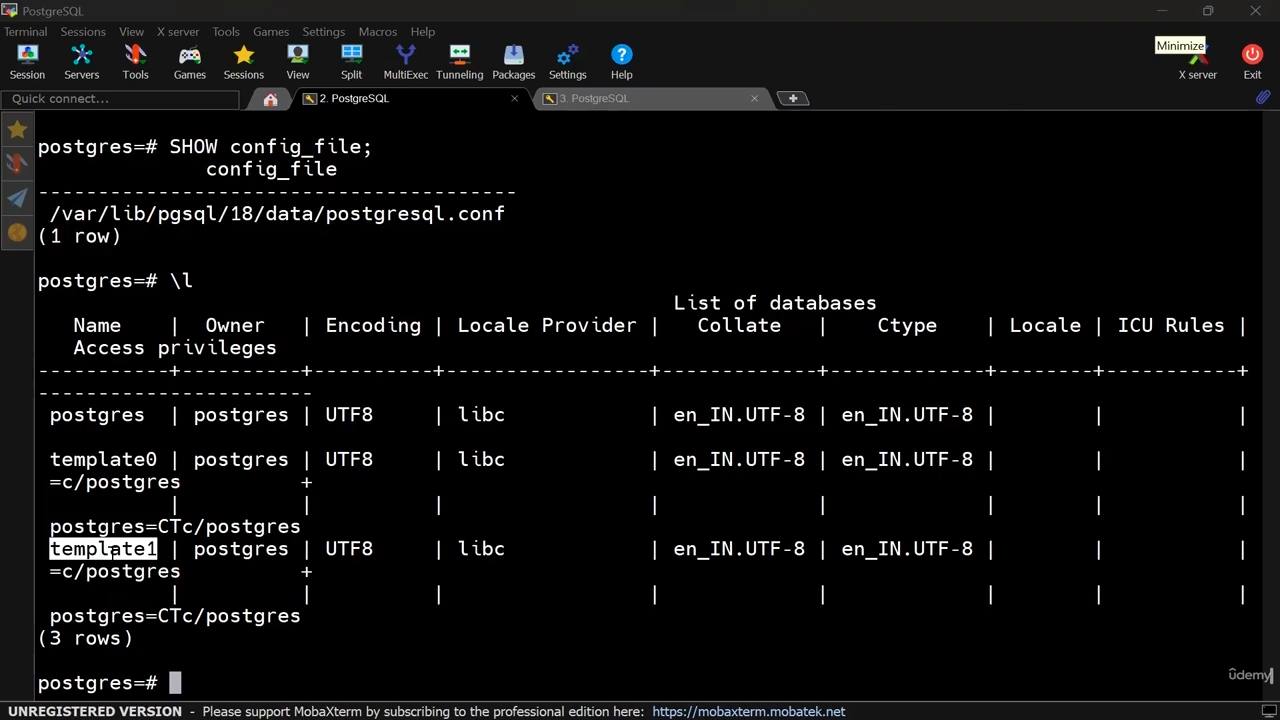 PostgreSQL
Terminal Sessions View X server Tools Games Settings Macros Help
Minimize
Session Servers Tools Games Sessions View Split MultiExec Tunneling Packages Settings Help X server Exit
Quick connect... 2. PostgreSQL 3. PostgreSQL
postgres=# SHOW config_file;
config_file
-----------------------------------------
/var/lib/pgsql/18/data/postgresql.conf
(1 row)
postgres=# \l
List of databases
Name | Owner | Encoding | Locale Provider | Collate | Ctype | Locale | ICU Rules |
Access privileges
-----------+----------+----------+-----------------+-------------+-------------+--------+-----------+
-----------------------
postgres | postgres | UTF8 | libc | en_IN.UTF-8 | en_IN.UTF-8 | | |
template0 | postgres | UTF8 | libc | en_IN.UTF-8 | en_IN.UTF-8 | | |
=c/postgres +
| | | | | | | |
postgres=CTc/postgres
template1 | postgres | UTF8 | libc | en_IN.UTF-8 | en_IN.UTF-8 | | |
=c/postgres +
| | | | | | | |
postgres=CTc/postgres
(3 rows)
postgres=#
ûdemy
UNREGISTERED VERSION - Please support MobaXterm by subscribing to the professional edition here: https://mobaxterm.mobatek.net